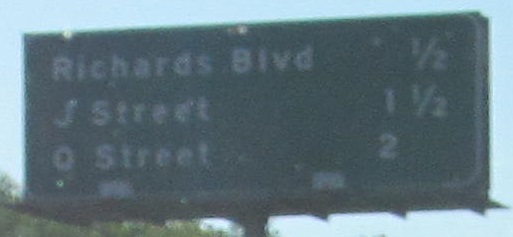 Richards Blvd ½
J Street 1 ½
Q Street 2